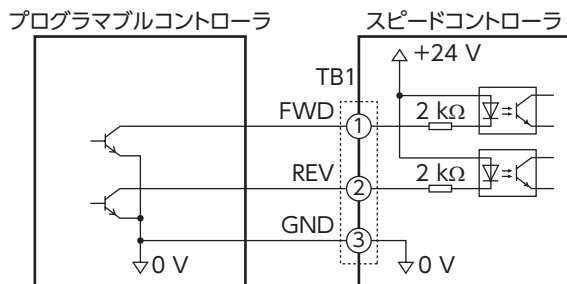 プログラマブルコントローラ
スピードコントローラ
+24 V
TB1
FWD
1
2 kΩ
REV
2
2 kΩ
GND
3
0 V
0 V